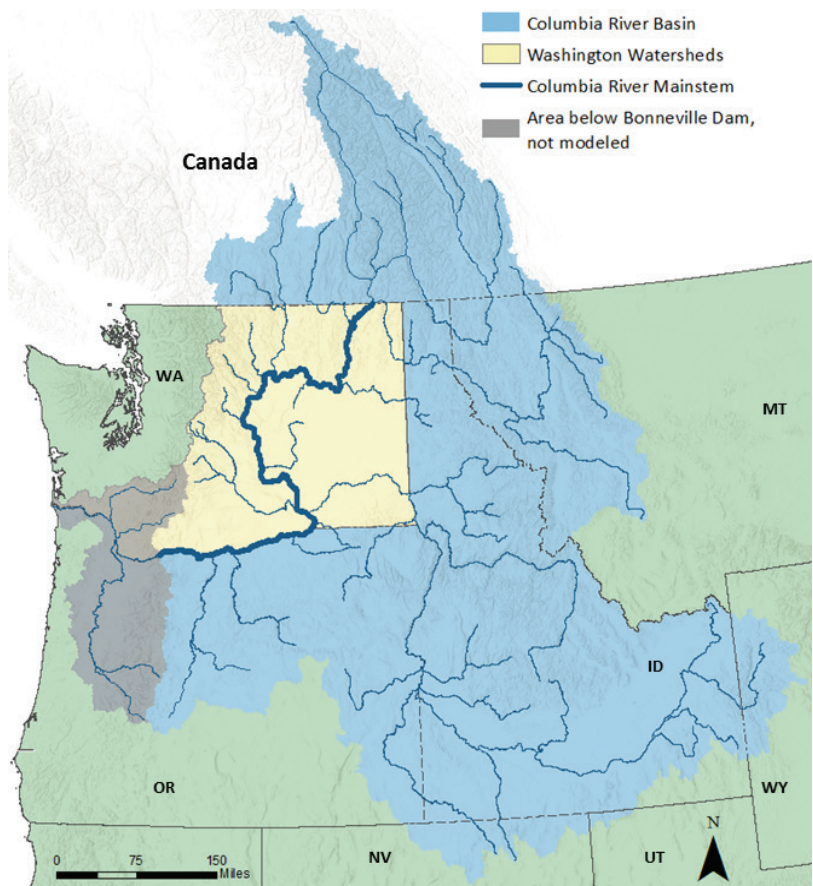 Columbia River Basin
Washington Watersheds
Columbia River Mainstem
Area below Bonneville Dam,
not modeled
Canada
WA
MT
ID
OR
WY
N
NV
UT
0 75 150
Miles